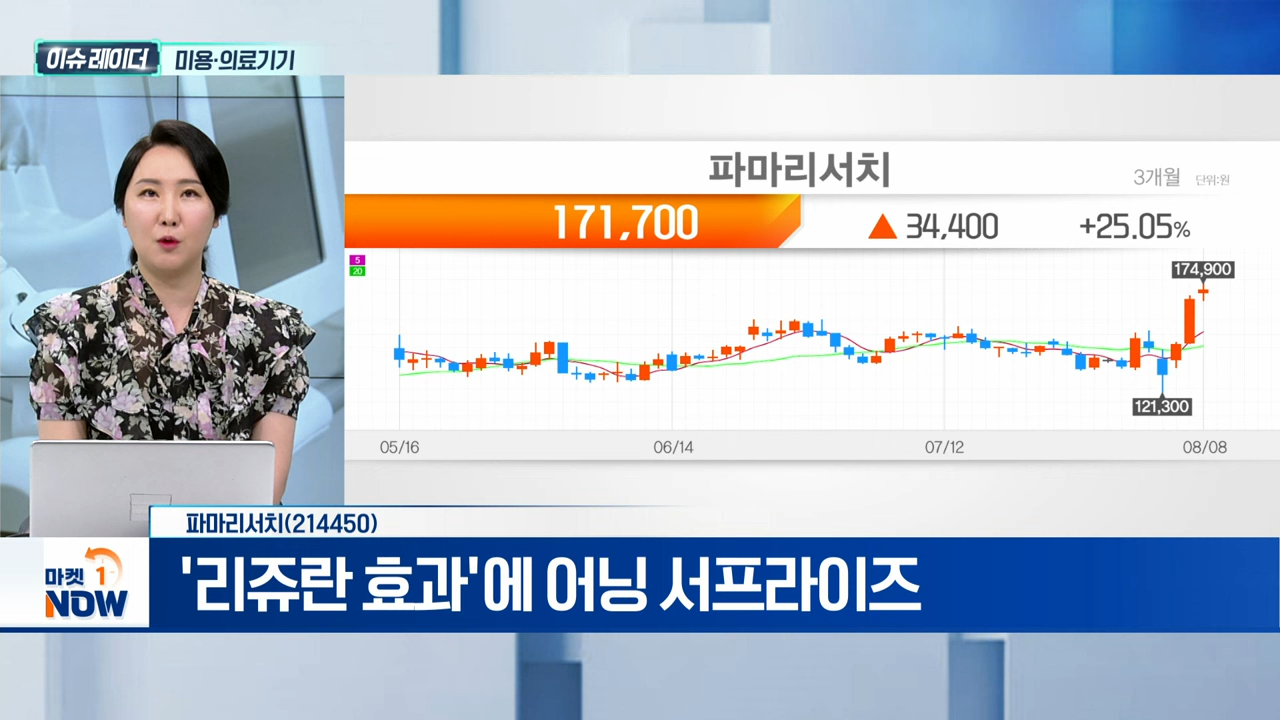 이슈 레이더 미용·의료기기
파마리서치
3개월 단위:원
171,700 ▲ 34,400 +25.05%
5
20
174,900
121,300
05/16 06/14 07/12 08/08
파마리서치(214450)
'리쥬란 효과'에 어닝 서프라이즈
마켓 1
NOW